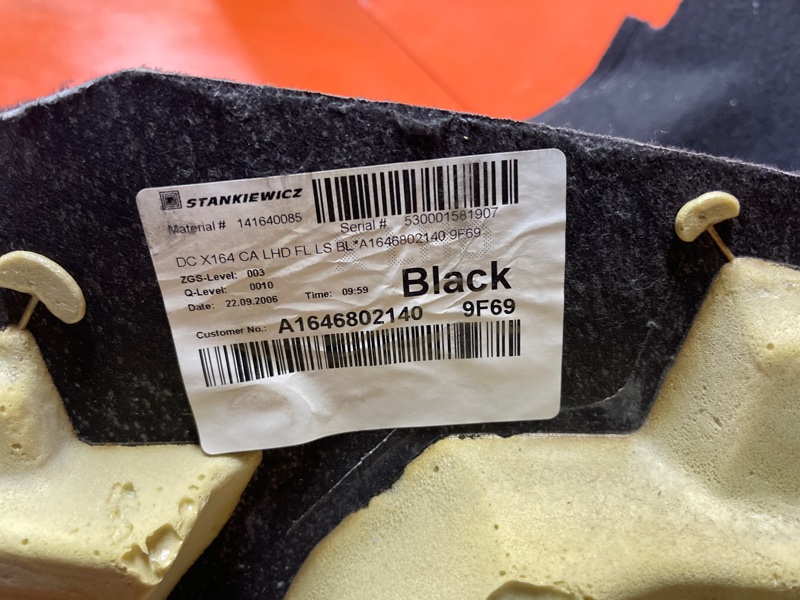 STANKIEWICZ
Material # 141640085
Serial # 530001581907
DC X164 CA LHD FL LS BL*A1646802140 9F69
ZGS-Level: 003
Q-Level: 0010
Date: 22.09.2006 Time: 09:59
Black
Customer No.: A1646802140 9F69